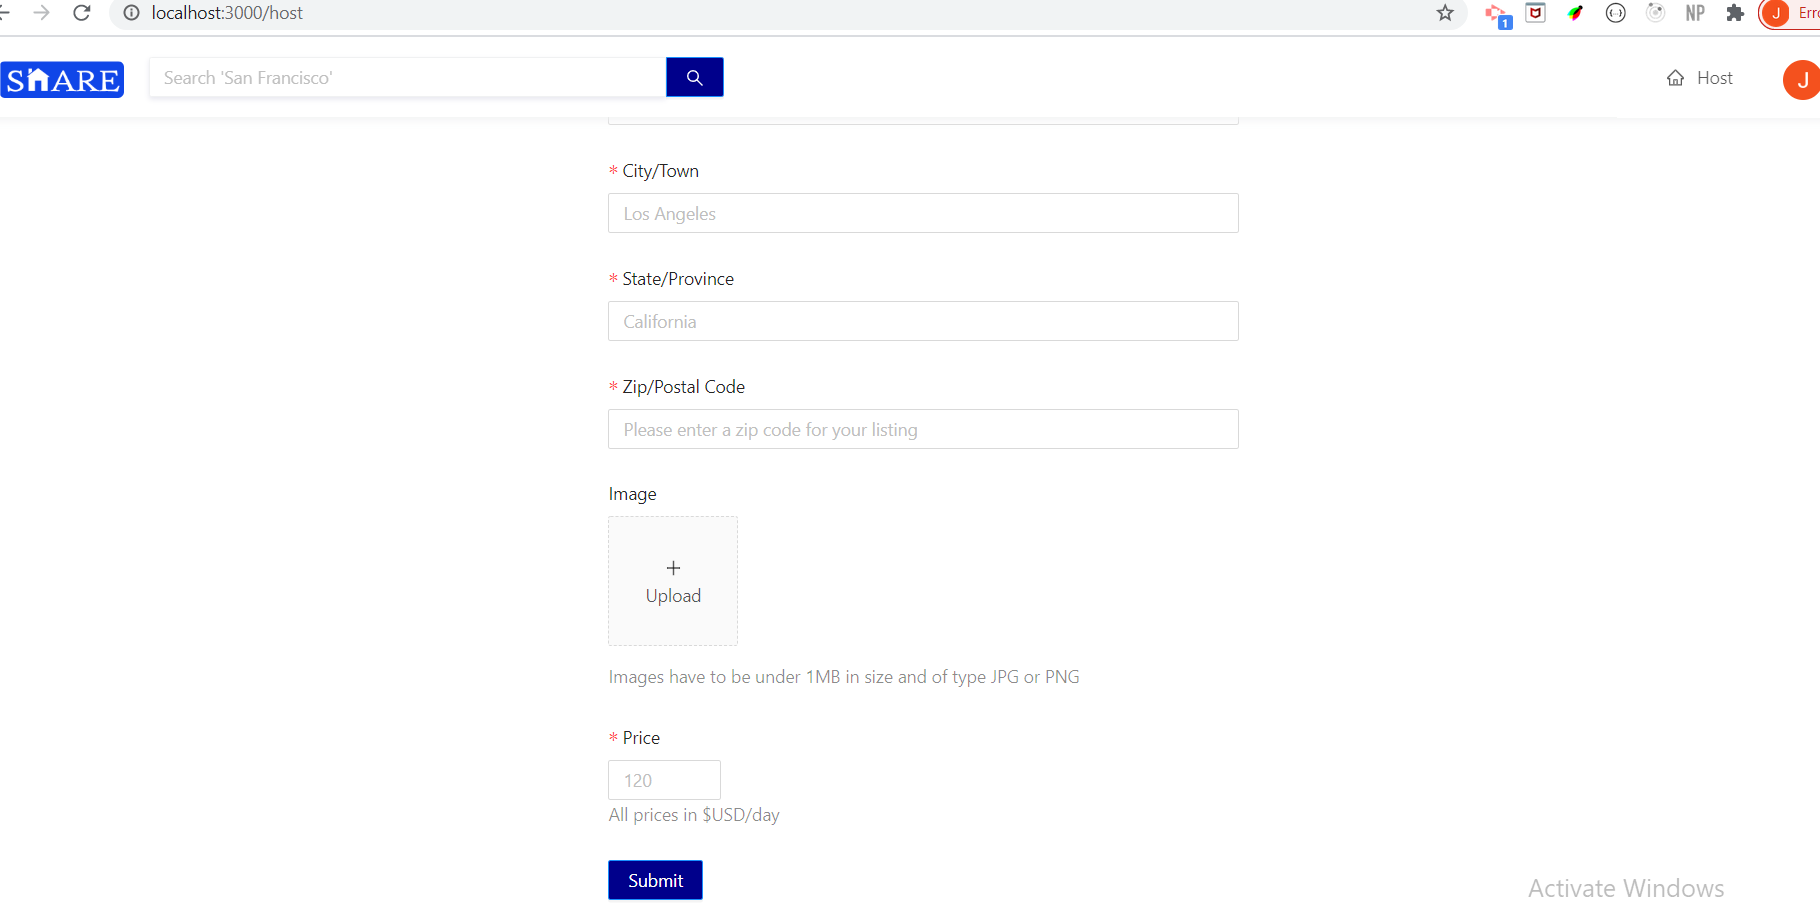 localhost:3000/host
1
NP
J
Erro
SHARE
Search 'San Francisco'
Host
J
* City/Town
Los Angeles
* State/Province
California
* Zip/Postal Code
Please enter a zip code for your listing
Image
+
Upload
Images have to be under 1MB in size and of type JPG or PNG
* Price
120
All prices in $USD/day
Submit
Activate Windows